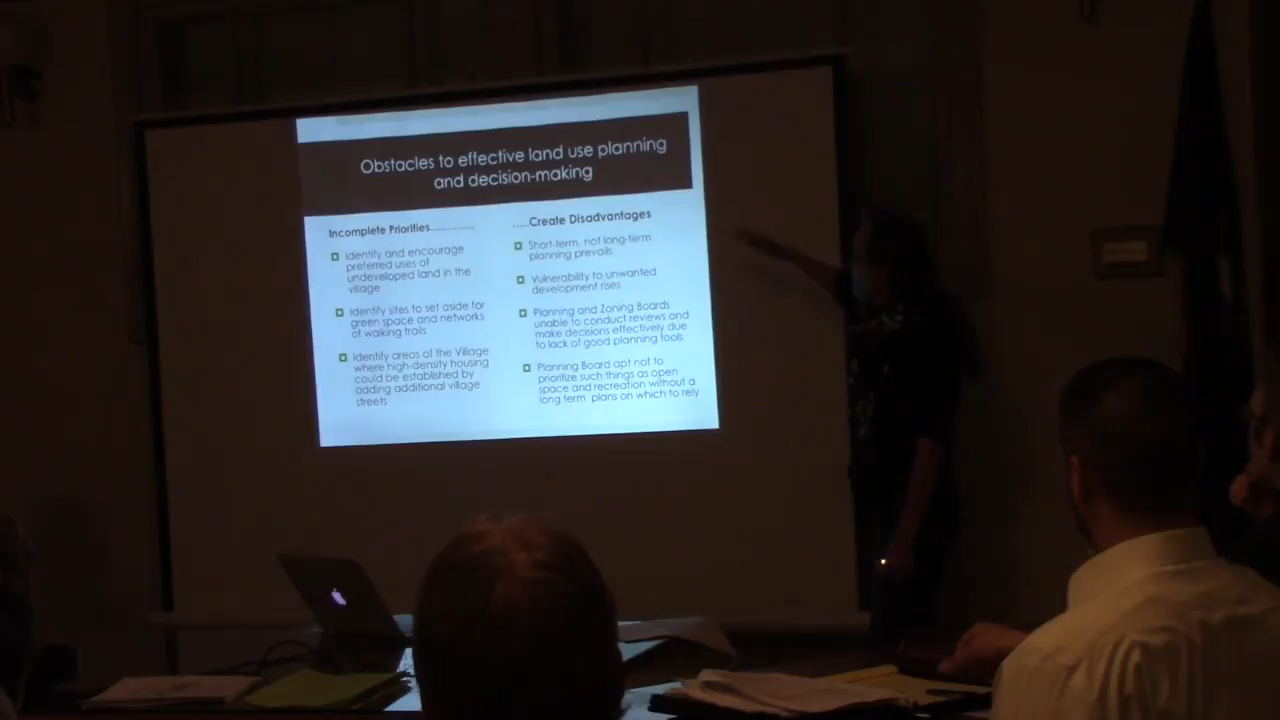 Obstacles to effective land use planning
and decision-making
Incomplete Priorities............
Identify and encourage
preferred uses of
undeveloped land in the
village
Identify sites to set aside for
green space and networks
of walking trails
Identify areas of the Village
where high-density housing
could be established by
adding additional village
streets
.....Create Disadvantages
Short-term, not long-term
planning prevails
Vulnerability to unwanted
development rises
Planning and Zoning Boards
unable to conduct reviews and
make decisions effectively due
to lack of good planning tools
Planning Board apt not to
prioritize such things as open
space and recreation without a
long term plans on which to rely